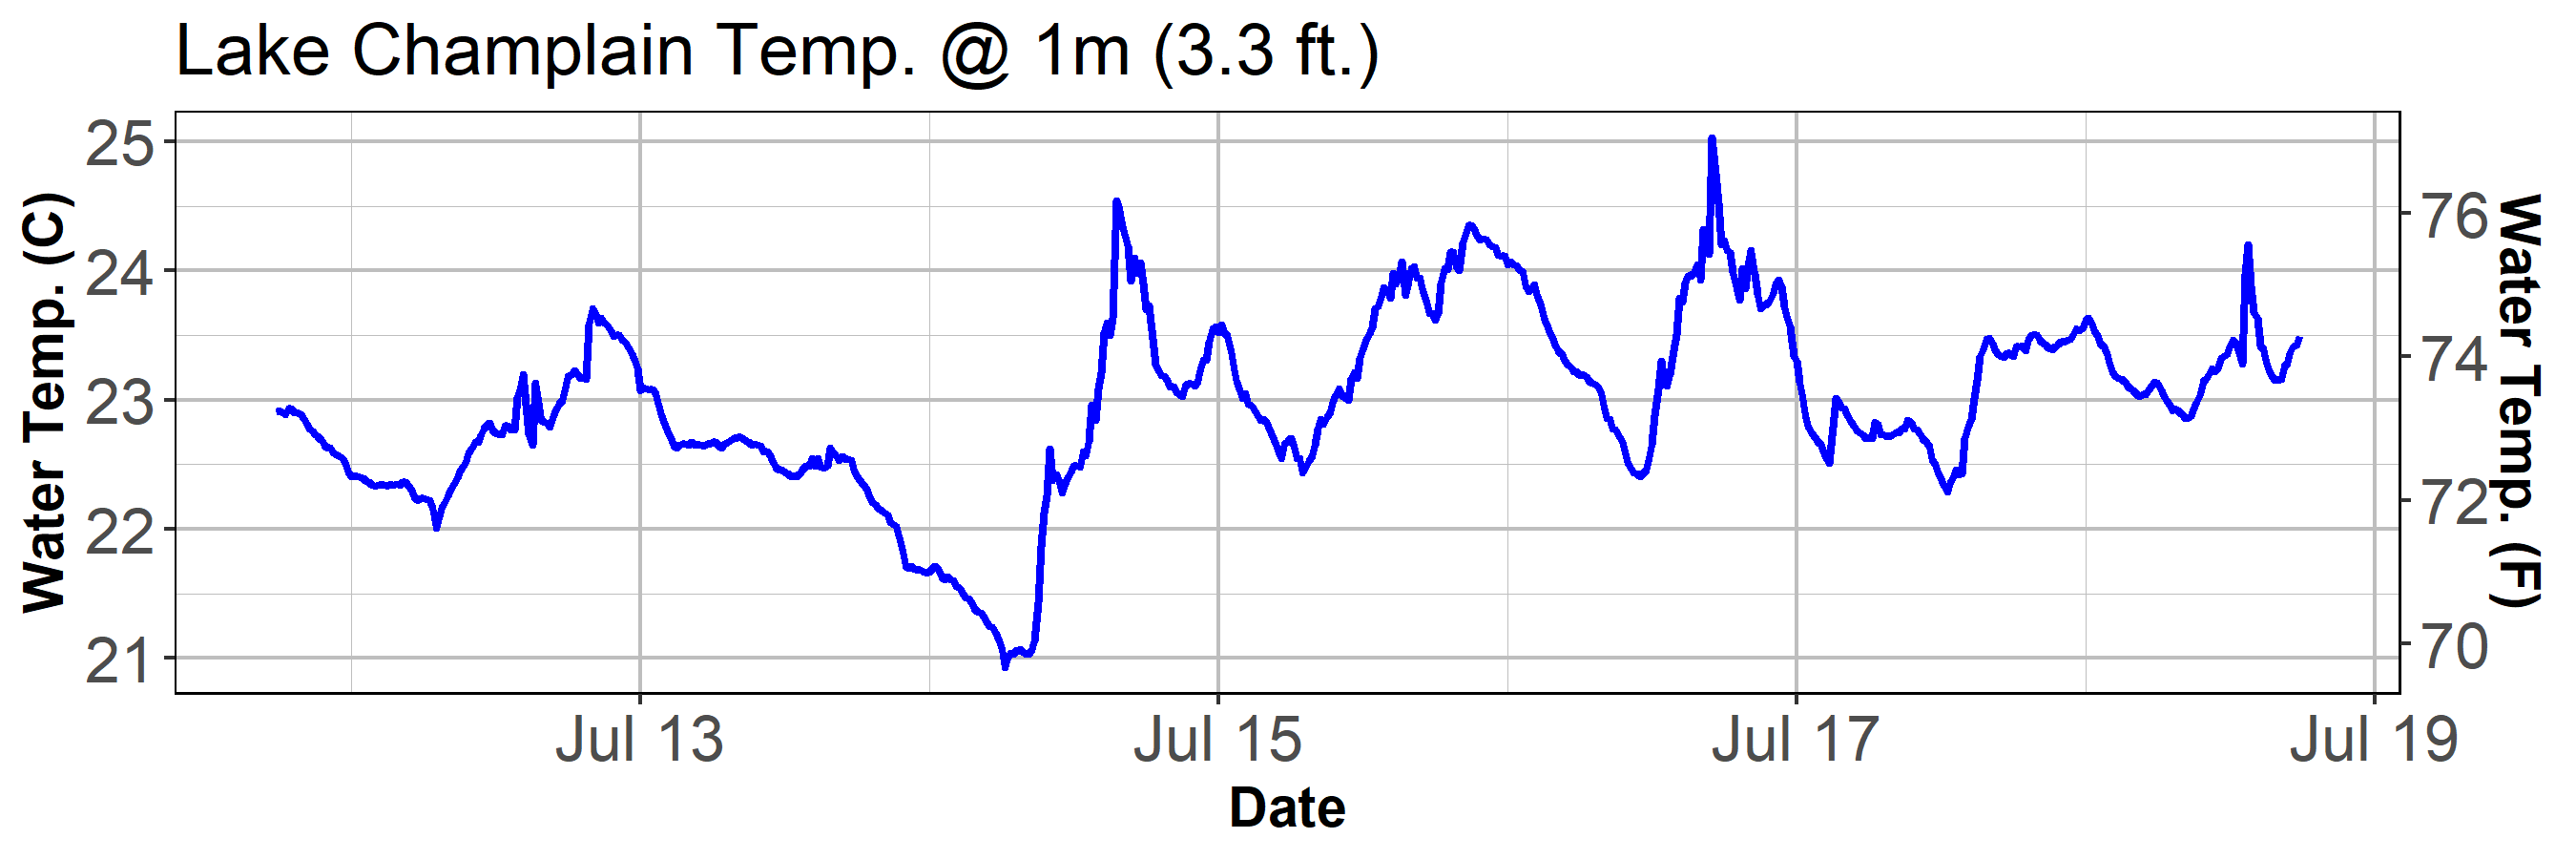 Lake Champlain Temp. @ 1m (3.3 ft.)
Water Temp. (C)
25
24
23
22
21
76
74
72
70
Water Temp. (F)
Jul 13 Jul 15 Jul 17 Jul 19
Date